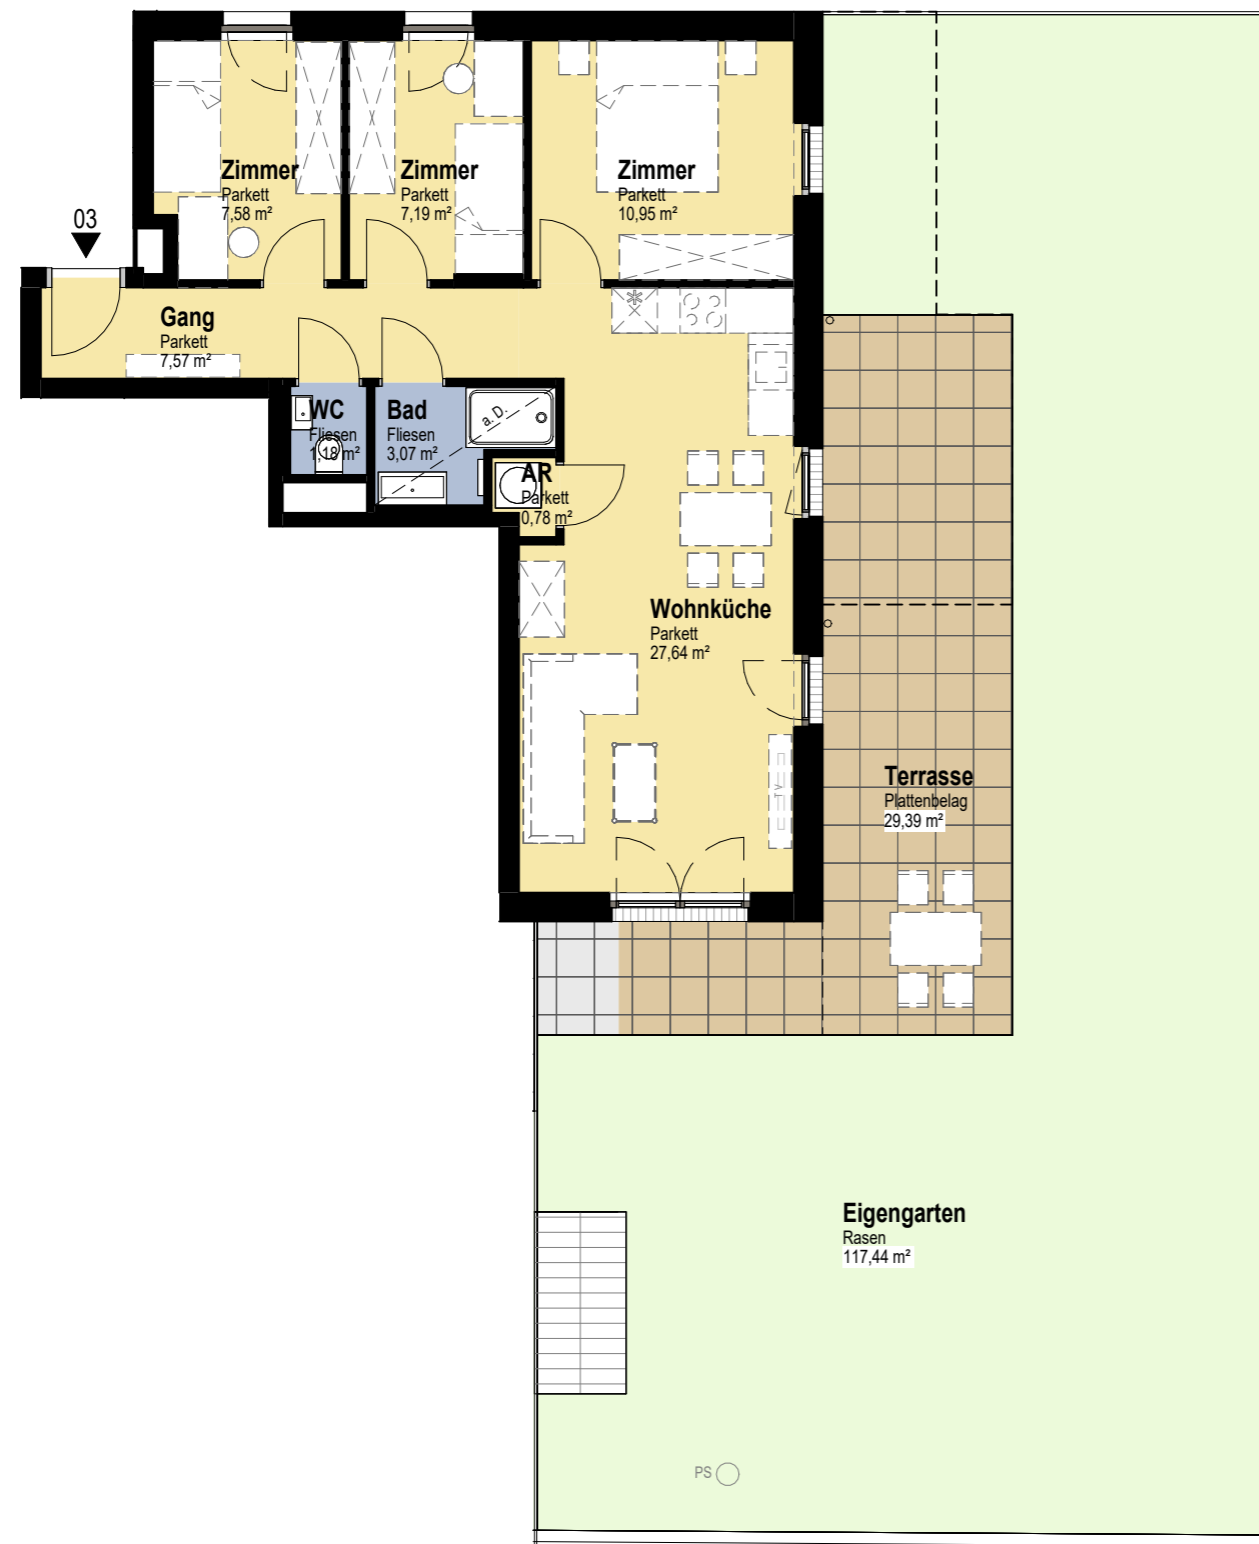 Zimmer
Parkett
7,58 m²
Zimmer
Parkett
7,19 m²
Zimmer
Parkett
10,95 m²
03
Gang
Parkett
7,57 m²
WC
Fliesen
1,18 m²
Bad
Fliesen
3,07 m²
a. D.
AR
Parkett
0,78 m²
Wohnküche
Parkett
27,64 m²
TV
Terrasse
Plattenbelag
29,39 m²
Eigengarten
Rasen
117,44 m²
PS